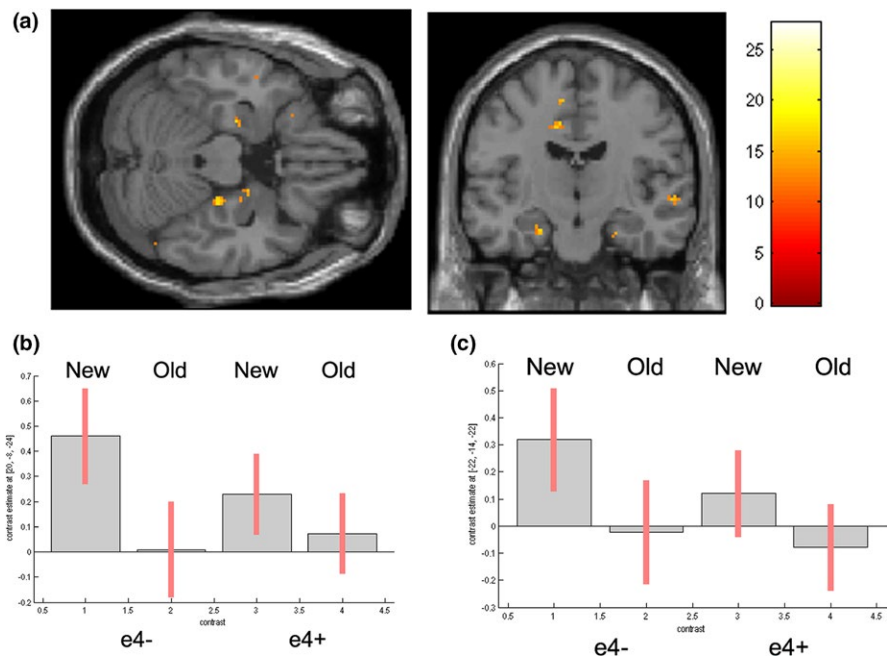 (a)
25
20
15
10
5
0
(b)
New Old New Old
0.7
0.6
0.5
0.4
0.3
0.2
0.1
0
-0.1
-0.2
contrast estimate at [20, -8, -24]
0.5 1 1.5 2 2.5 3 3.5 4 4.5
contrast
e4- e4+
(c)
New Old New Old
0.6
0.5
0.4
0.3
0.2
0.1
0
-0.1
-0.2
-0.3
contrast estimate at [-22, -14, -22]
0.5 1 1.5 2 2.5 3 3.5 4 4.5
contrast
e4- e4+